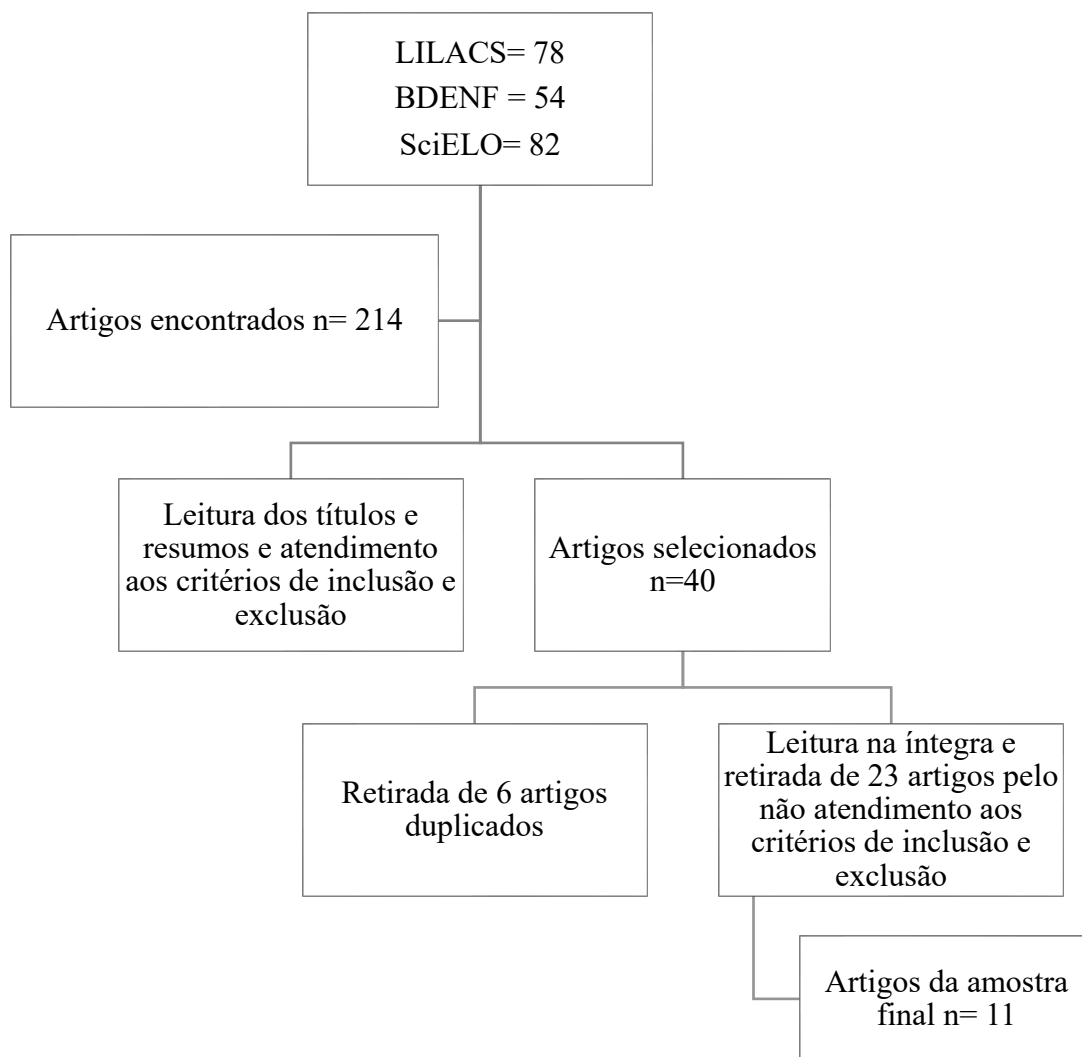 LILACS= 78
BDENF = 54
SciELO= 82
Artigos encontrados n= 214
Leitura dos títulos e
resumos e atendimento
aos critérios de inclusão e
exclusão
Artigos selecionados
n=40
Retirada de 6 artigos
duplicados
Leitura na íntegra e
retirada de 23 artigos pelo
não atendimento aos
critérios de inclusão e
exclusão
Artigos da amostra
final n= 11